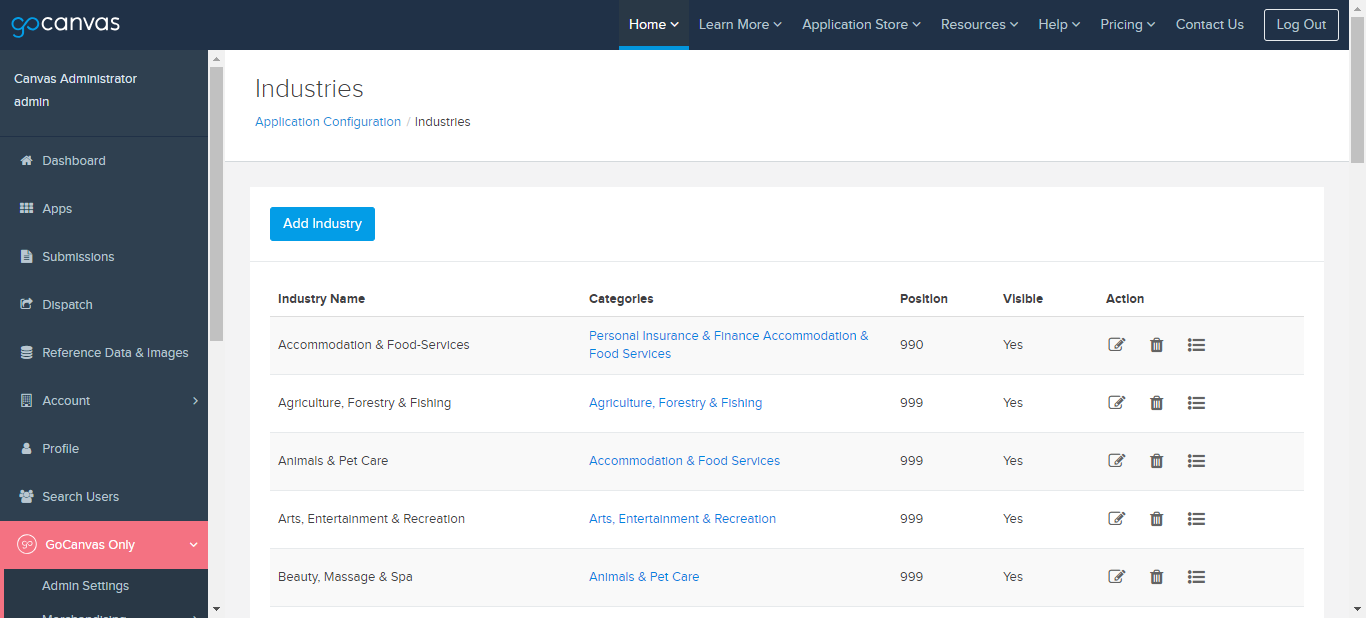 gocanvas
Home
Learn More
Application Store
Resources
Help
Pricing
Contact Us
Log Out
Canvas Administrator
admin
Dashboard
Apps
Submissions
Dispatch
Reference Data & Images
Account
Profile
Search Users
go GoCanvas Only
Admin Settings
Merchandising
Industries
Application Configuration / Industries
Add Industry
Industry Name Categories Position Visible Action
Accommodation & Food-Services
Personal Insurance & Finance Accommodation &
Food Services
990 Yes
Agriculture, Forestry & Fishing Agriculture, Forestry & Fishing 999 Yes
Animals & Pet Care Accommodation & Food Services 999 Yes
Arts, Entertainment & Recreation Arts, Entertainment & Recreation 999 Yes
Beauty, Massage & Spa Animals & Pet Care 999 Yes